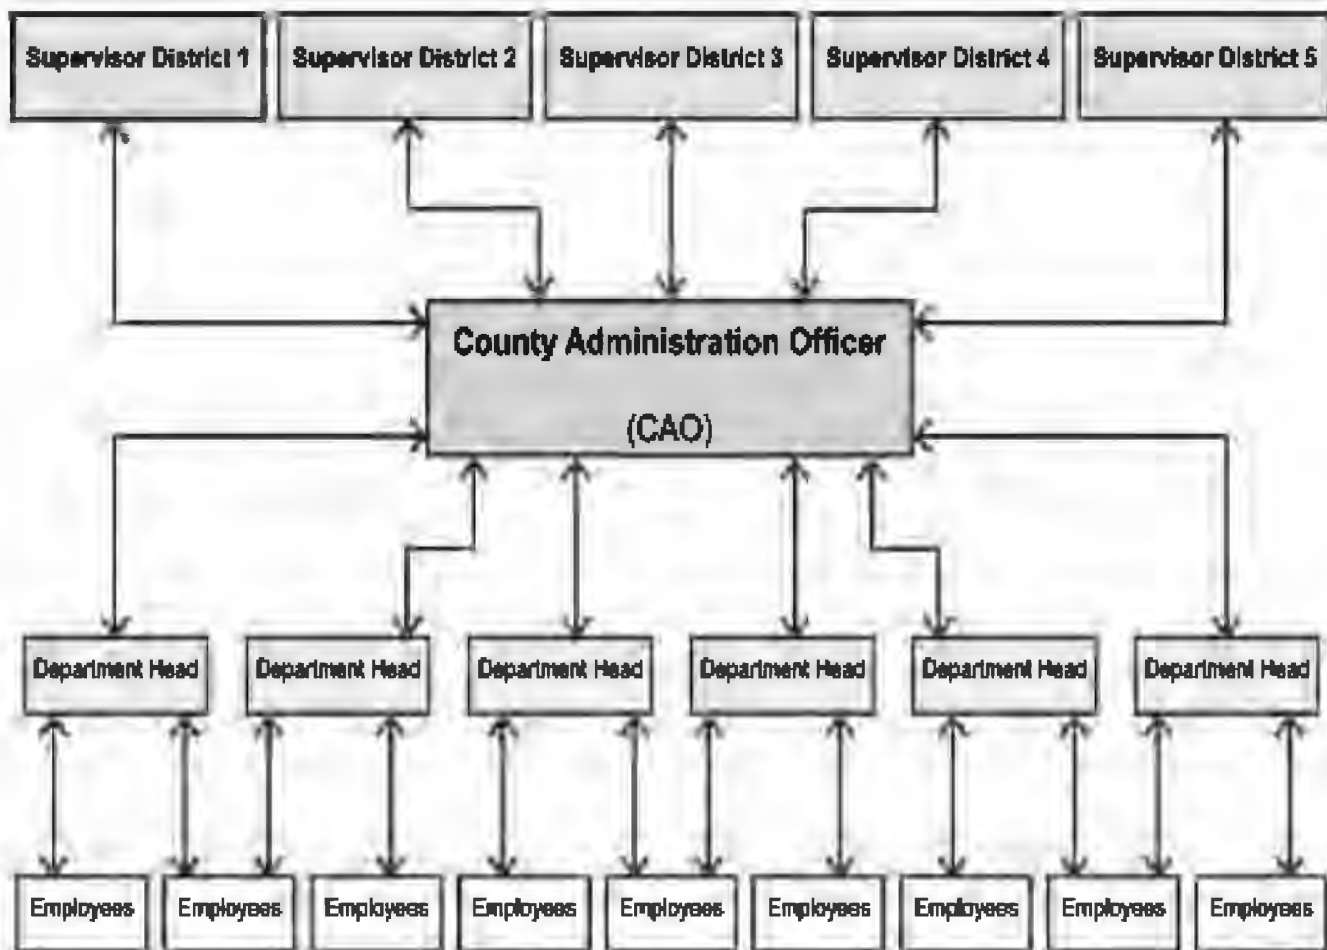 Supervisor District 1
Supervisor District 2
Supervisor District 3
Supervisor District 4
Supervisor District 5
County Administration Officer
(CAO)
Department Head
Department Head
Department Head
Department Head
Department Head
Department Head
Employees
Employees
Employees
Employees
Employees
Employees
Employees
Employees
Employees